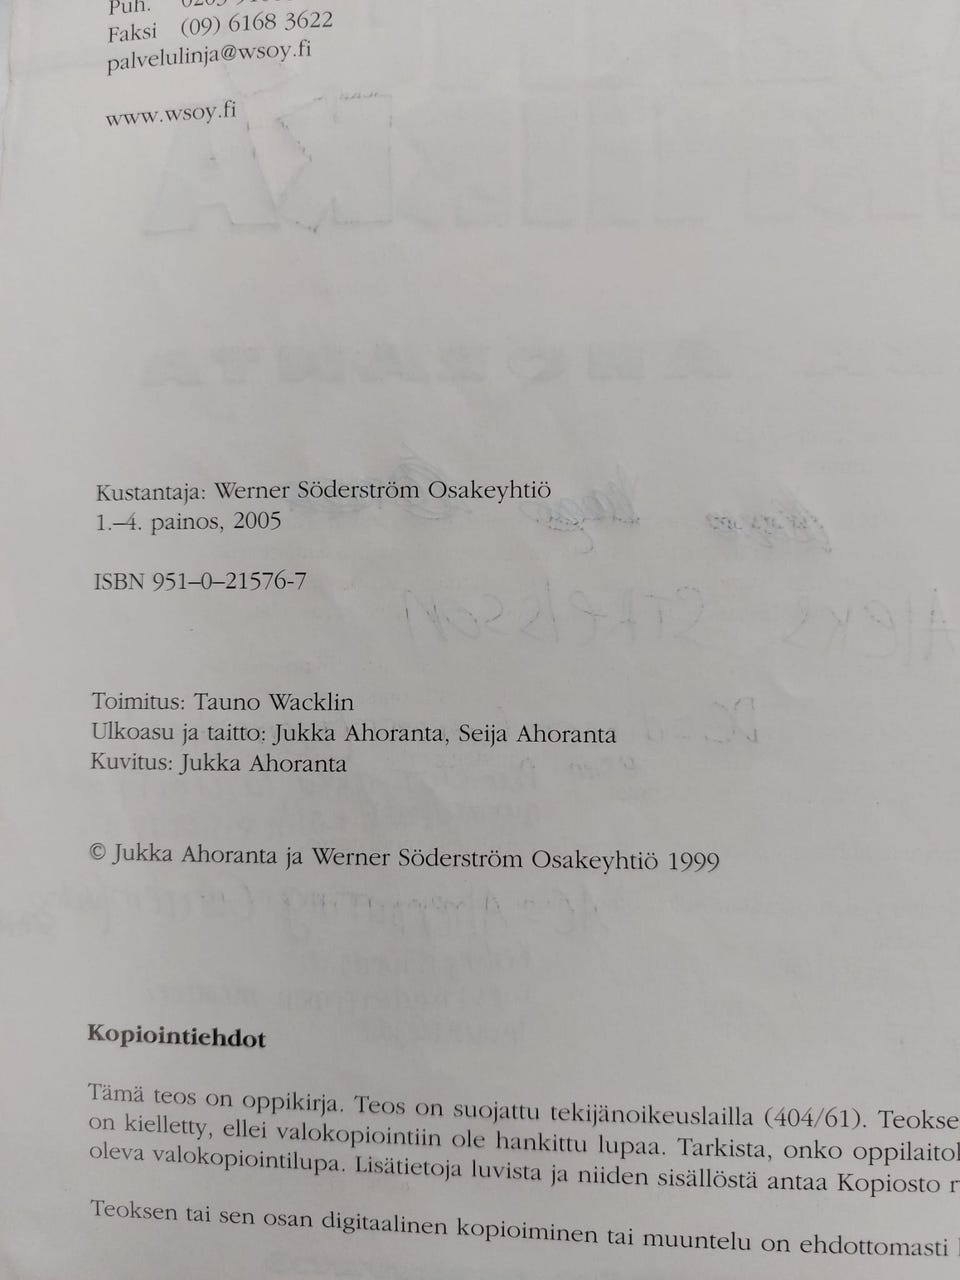 Puh.
Faksi (09) 6168 3622
palvelulinja@wsoy.fi
www.wsoy.fi
Kustantaja: Werner Söderström Osakeyhtiö
1.–4. painos, 2005
ISBN 951–0–21576-7
Toimitus: Tauno Wacklin
Ulkoasu ja taitto: Jukka Ahoranta, Seija Ahoranta
Kuvitus: Jukka Ahoranta
© Jukka Ahoranta ja Werner Söderström Osakeyhtiö 1999
Kopiointiehdot
Tämä teos on oppikirja. Teos on suojattu tekijänoikeuslailla (404/61). Teokse
on kielletty, ellei valokopiointiin ole hankittu lupaa. Tarkista, onko oppilaitol
oleva valokopiointilupa. Lisätietoja luvista ja niiden sisällöstä antaa Kopiosto
Teoksen tai sen osan digitaalinen kopioiminen tai muuntelu on ehdottomasti